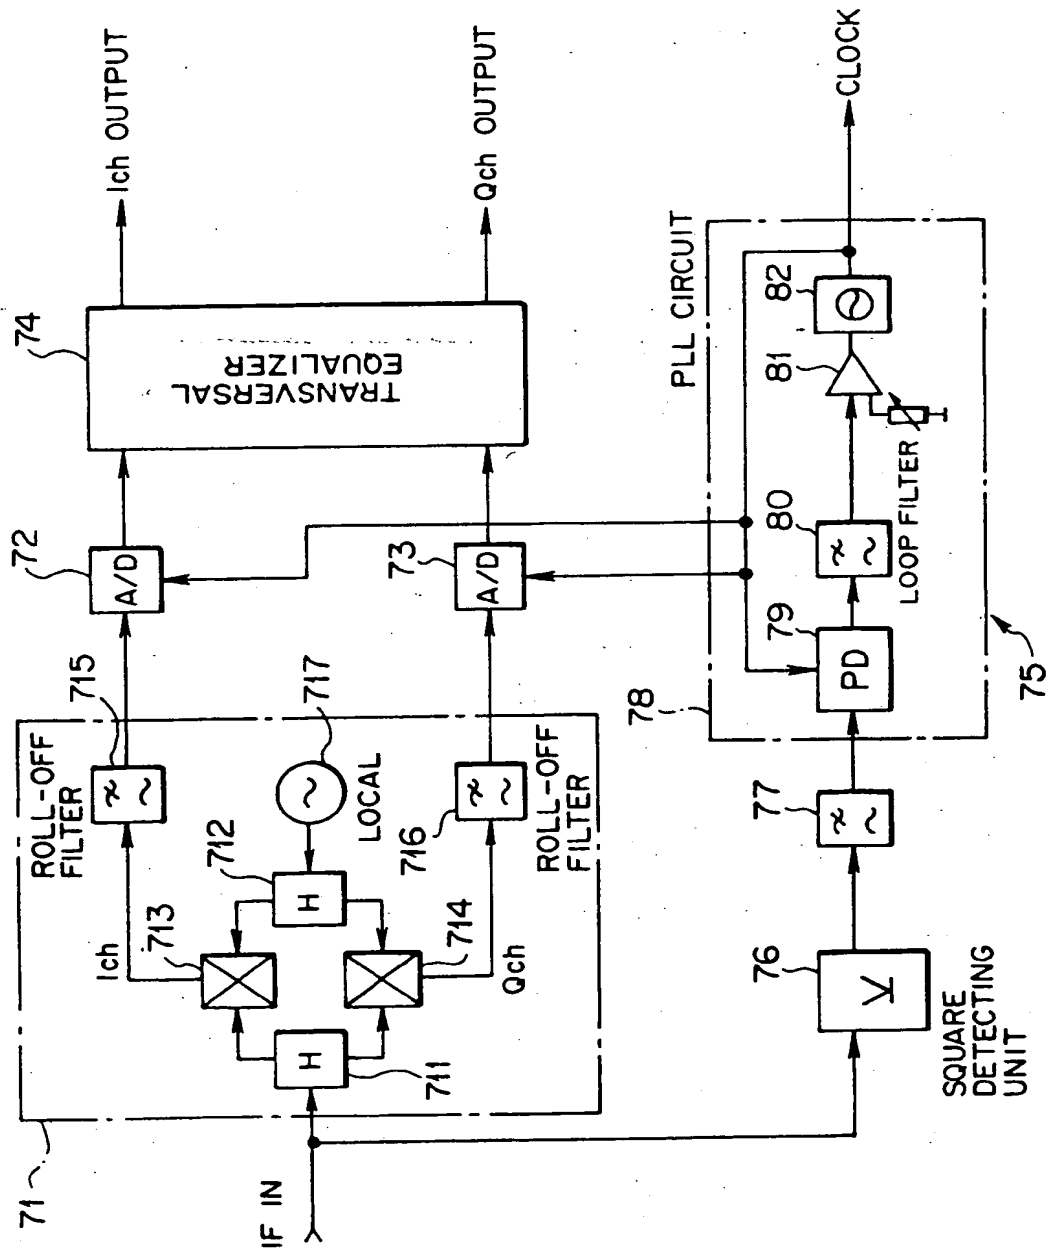 71
IF IN
ROLL-OFF
FILTER
Ich
713
715
72
A/D
74
TRANSVERSAL
EQUALIZER
Ich OUTPUT
H
711
712
H
717
LOCAL
714
Qch
716
ROLL-OFF
FILTER
73
A/D
Qch OUTPUT
76
SQUARE
DETECTING
UNIT
77
78
PLL CIRCUIT
79
PD
80
LOOP FILTER
81
82
CLOCK
75